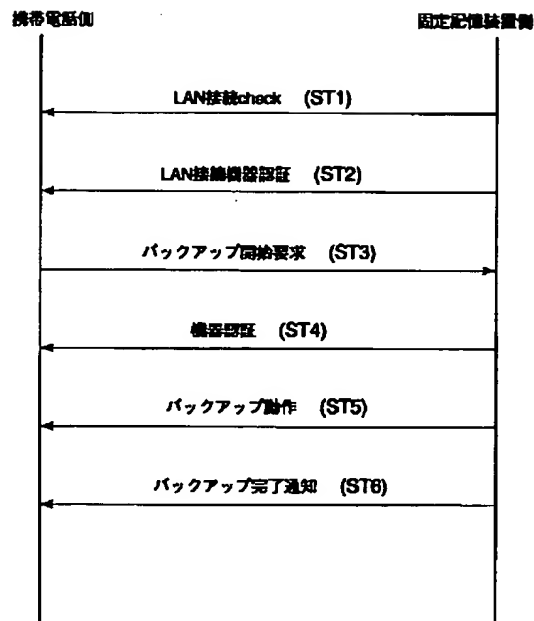 携帯電話側
固定記憶装置側
LAN接続check (ST1)
LAN接続機器認証 (ST2)
バックアップ開始要求 (ST3)
機器認証 (ST4)
バックアップ動作 (ST5)
バックアップ完了通知 (ST6)